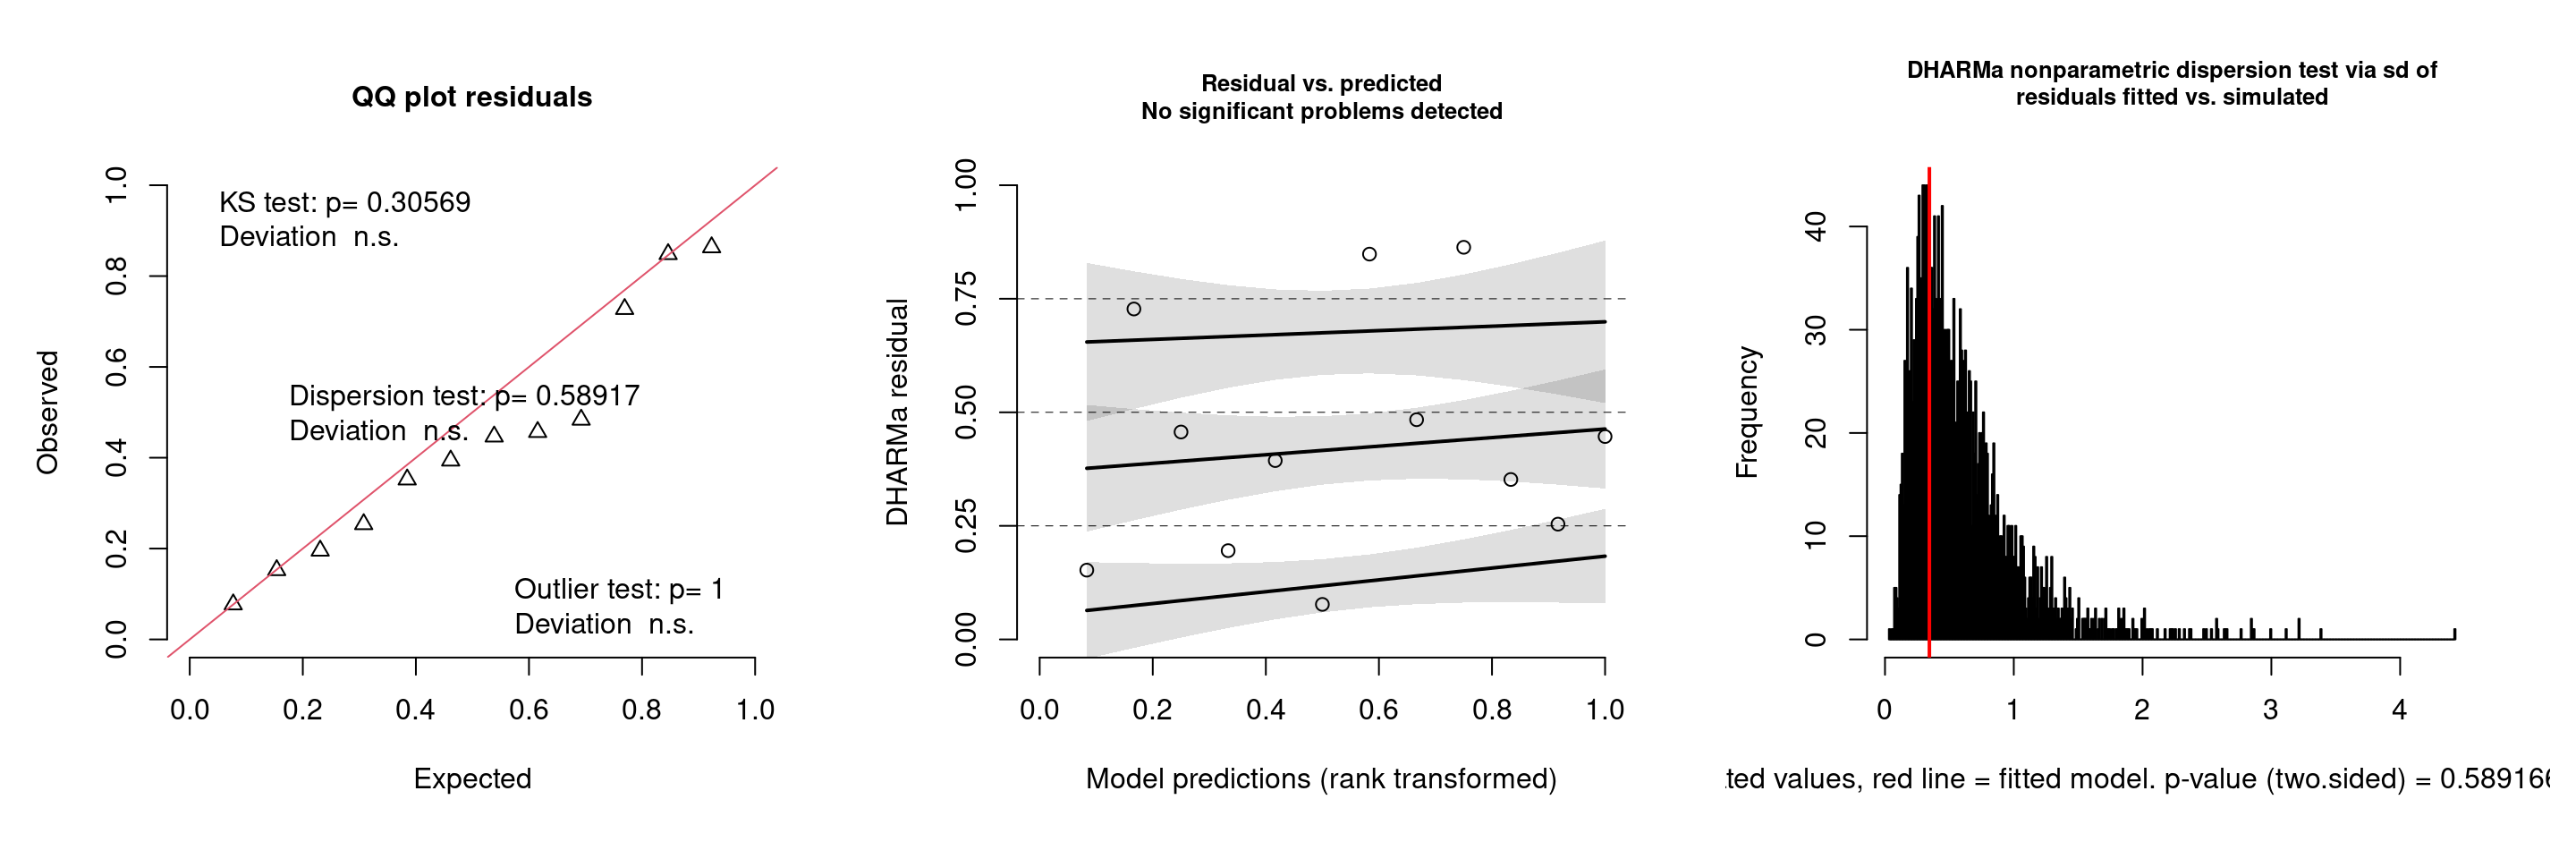 QQ plot residuals
KS test: p= 0.30569
Deviation  n.s.
Dispersion test: p= 0.58917
Deviation  n.s.
Outlier test: p= 1
Deviation  n.s.
Observed
0.0 0.2 0.4 0.6 0.8 1.0
0.0 0.2 0.4 0.6 0.8 1.0
Expected
Residual vs. predicted
No significant problems detected
DHARMa residual
0.00 0.25 0.50 0.75 1.00
0.0 0.2 0.4 0.6 0.8 1.0
Model predictions (rank transformed)
DHARMa nonparametric dispersion test via sd of
residuals fitted vs. simulated
Frequency
0 10 20 30 40
0 1 2 3 4
values, red line = fitted model. p-value (two.sided) = 0.589166